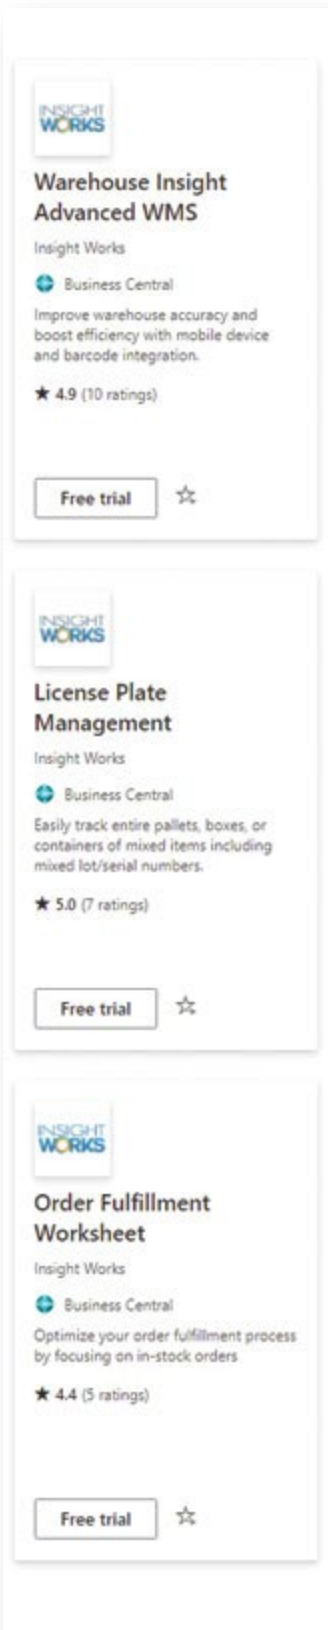 INSIGHT
WORKS
Warehouse Insight
Advanced WMS
Insight Works
Business Central
Improve warehouse accuracy and
boost efficiency with mobile device
and barcode integration.
★ 4.9 (10 ratings)
Free trial ☆
INSIGHT
WORKS
License Plate
Management
Insight Works
Business Central
Easily track entire pallets, boxes, or
containers of mixed items including
mixed lot/serial numbers.
★ 5.0 (7 ratings)
Free trial ☆
INSIGHT
WORKS
Order Fulfillment
Worksheet
Insight Works
Business Central
Optimize your order fulfillment process
by focusing on in-stock orders
★ 4.4 (5 ratings)
Free trial ☆